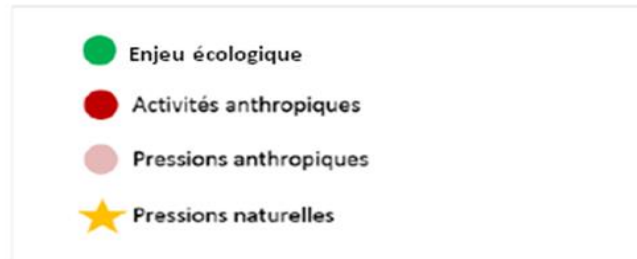 Enjeu écologique
Activités anthropiques
Pressions anthropiques
Pressions naturelles